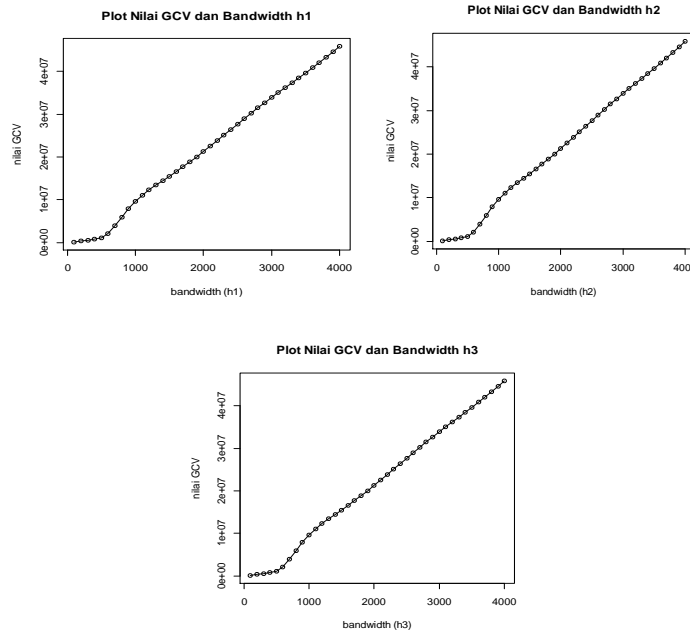 Plot Nilai GCV dan Bandwidth h1
nilai GCV
0e+00 1e+07 2e+07 3e+07 4e+07
0 1000 2000 3000 4000
bandwidth (h1)
Plot Nilai GCV dan Bandwidth h2
nilai GCV
0e+00 1e+07 2e+07 3e+07 4e+07
0 1000 2000 3000 400
bandwidth (h2)
Plot Nilai GCV dan Bandwidth h3
nilai GCV
0e+00 1e+07 2e+07 3e+07 4e+07
0 1000 2000 3000 4000
bandwidth (h3)